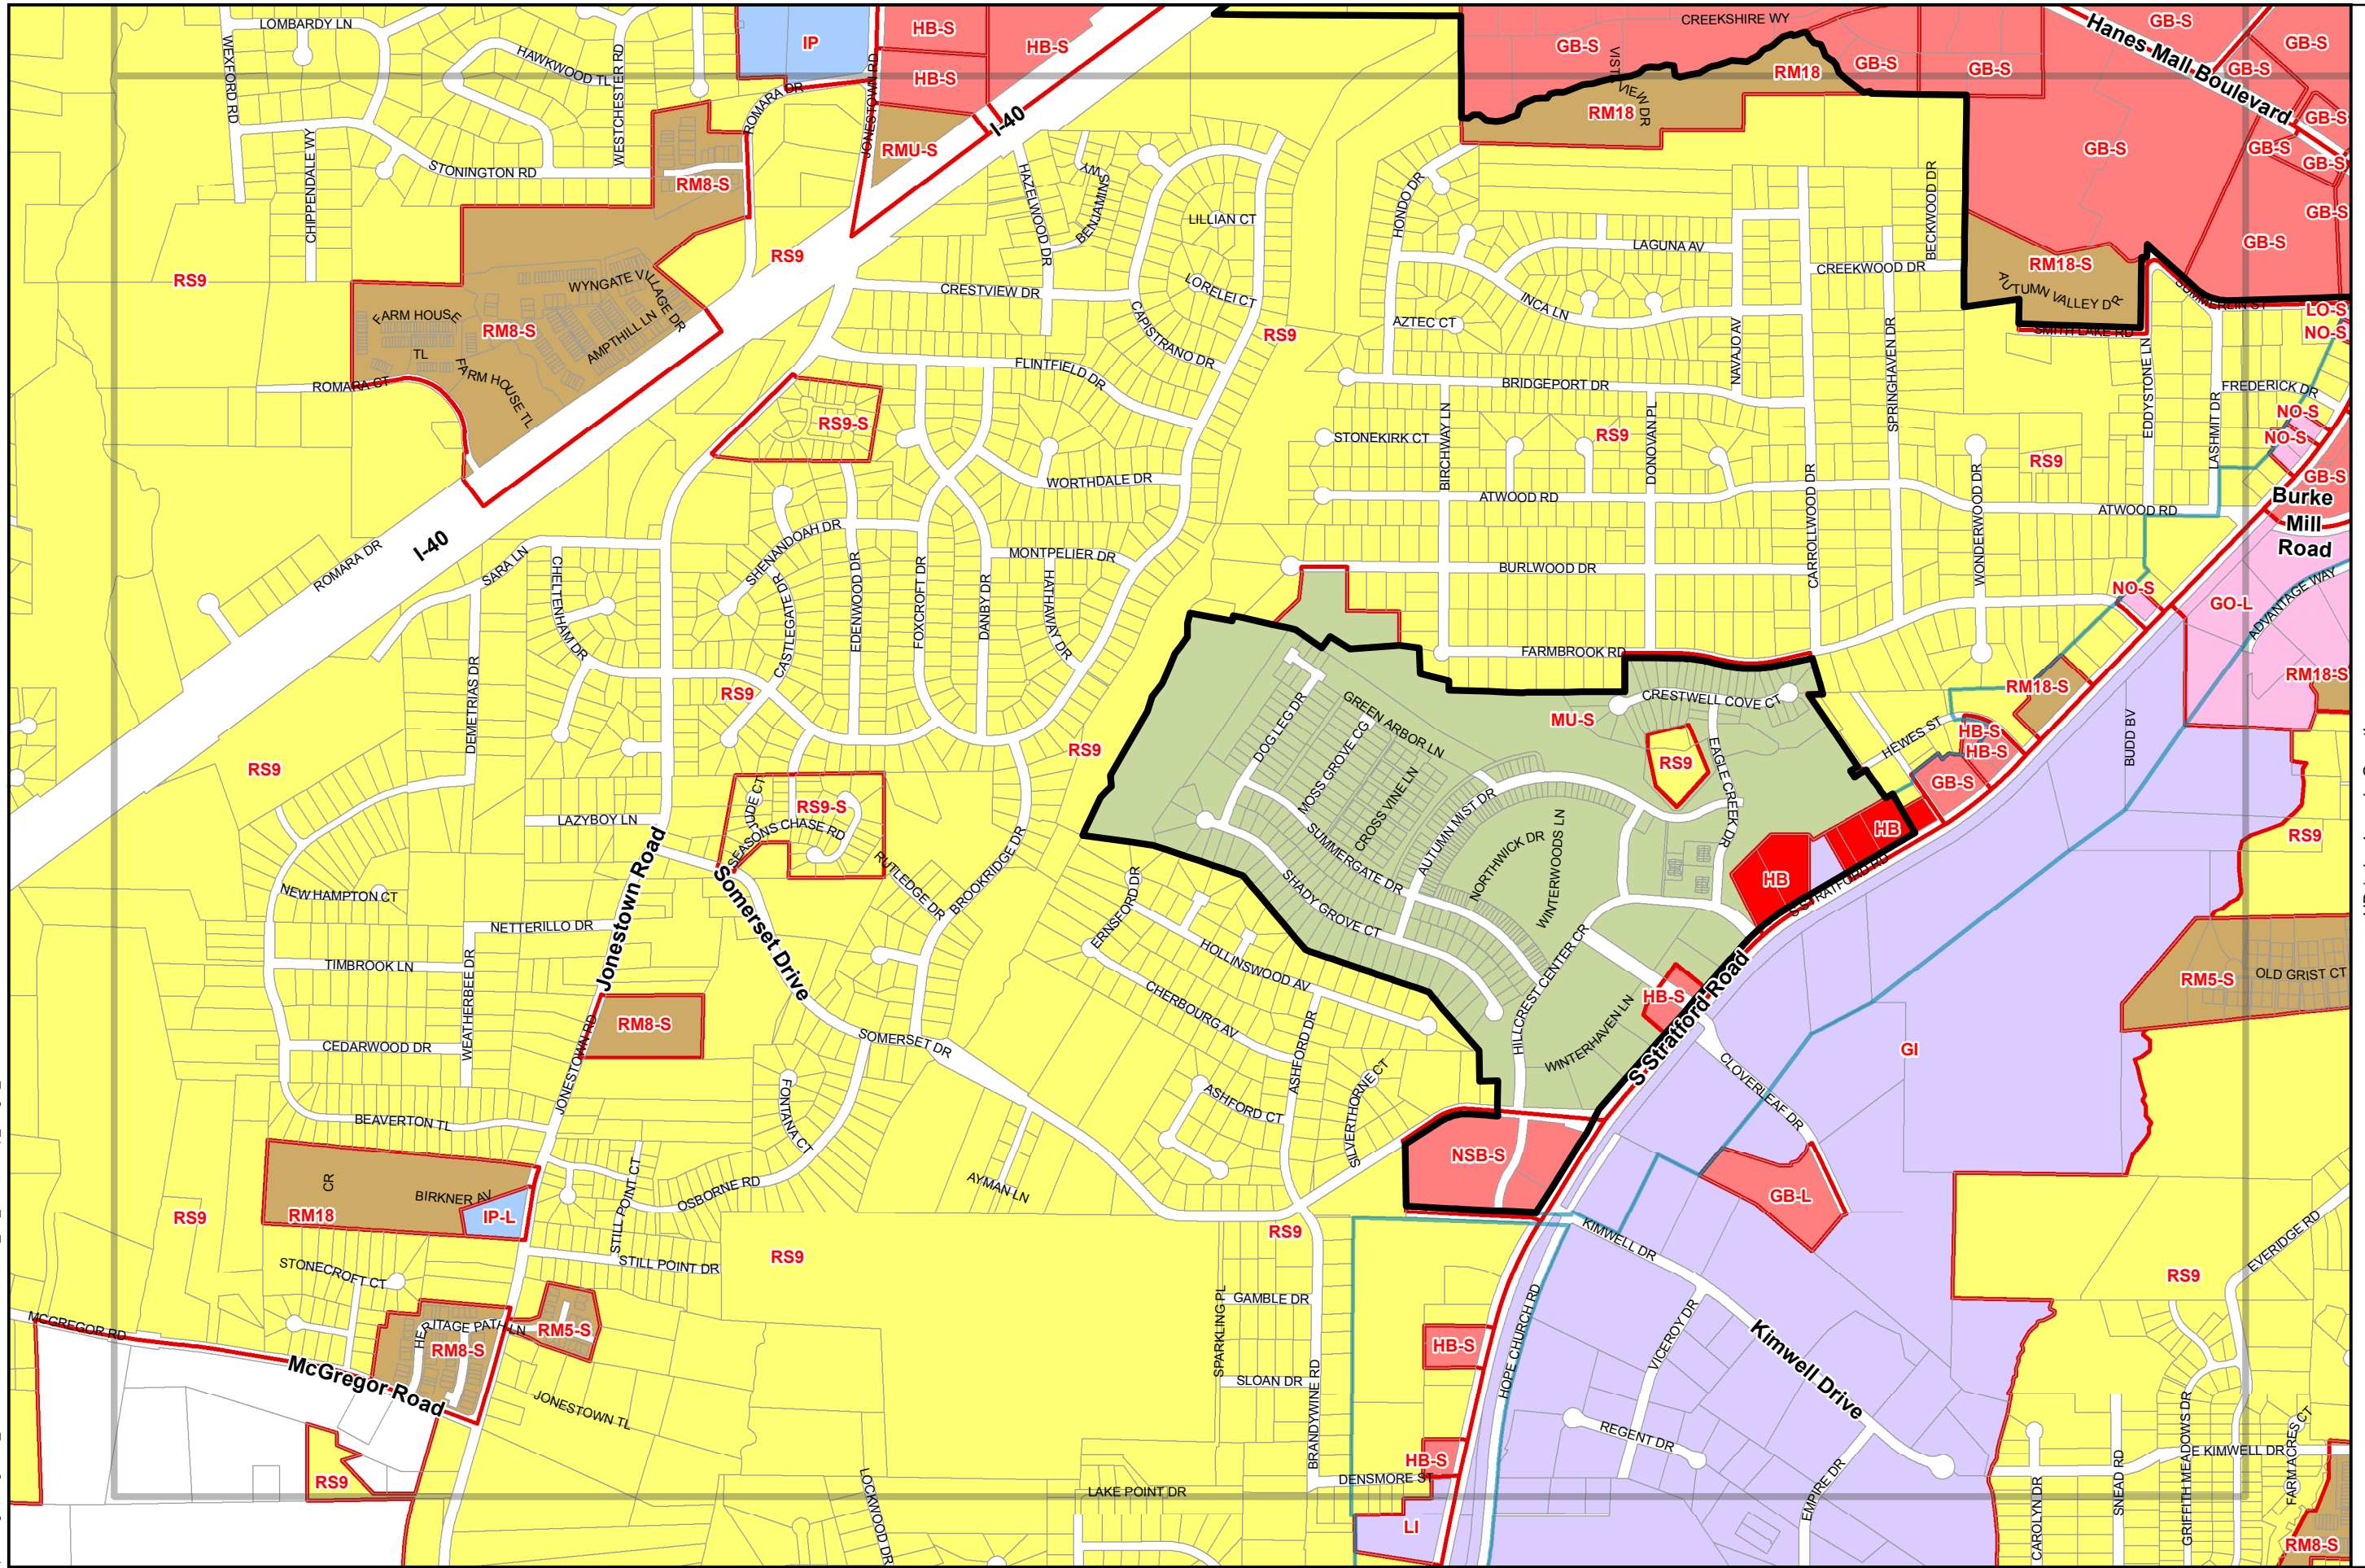 LOMBARDY LN
WEXFORD RD
HAWKWOOD TL
WESTCHESTER RD
CHIPPENDALE WY
STONINGTON RD
IP
HB-S
HB-S
HB-S
JONESTOWN RD
ROMARA DR
I-40
RMU-S
RM8-S
CREEKSHIRE WY
GB-S
VISTA VIEW DR
RM18
RM18
GB-S
GB-S
Hanes Mall Boulevard
GB-S
GB-S
GB-S
GB-S
GB-S
GB-S
GB-S
GB-S
GB-S
RS9
RS9
HAZELWOOD DR
BENJAMINS WY
LILLIAN CT
LORELEI CT
HONDO DR
LAGUNA AV
BECKWOOD DR
CREEKWOOD DR
RM18-S
AUTUMN VALLEY DR
SUMMERLIN ST
SMITH LAKE RD
LO-S
NO-S
WYNGATE VILLAGE DR
FARM HOUSE
TL
RM8-S
AMPTHILL LN
FARM HOUSE TL
ROMARA CT
CRESTVIEW DR
CAPISTRANO DR
RS9
AZTEC CT
INCA LN
NAVAJO AV
SPRINGHAVEN DR
EDDYSTONE LN
FREDERICK DR
LASHMIT DR
NO-S
NO-S
GB-S
FLINTFIELD DR
BRIDGEPORT DR
BIRCHWAY LN
DONOVAN PL
STONEKIRK CT
RS9
RS9
RS9-S
WORTHDALE DR
ATWOOD RD
CARROLLWOOD DR
WONDERWOOD DR
ATWOOD RD
Burke
Mill
Road
I-40
ROMARA DR
SARA LN
CHELTENHAM DR
SHENANDOAH DR
CASTLEGATE DR
EDENWOOD DR
FOXCROFT DR
DANBY DR
MONTPELIER DR
HATHAWAY DR
BURLWOOD DR
NO-S
GO-L
ADVANTAGE WAY
DEMETRIAS DR
FARMBROOK RD
RS9
RS9
RS9
DOG LEG DR
GREEN ARBOR LN
MOSS GROVE CG
CROSS VINE LN
MU-S
CRESTWELL COVE CT
RS9
EAGLE CREEK DR
RM18-S
RM18-S
HEWES ST
HB-S
HB-S
GB-S
BUDD BV
LAZYBOY LN
JUDE CT
RS9-S
SEASONS CHASE RD
RUTLEDGE DR
BROOKRIDGE DR
SUMMERGATE DR
AUTUMN MIST DR
NORTHWICK DR
WINTERWOODS LN
SHADY GROVE CT
HB
HB
S STRATFORD RD
RS9
NEW HAMPTON CT
Jonestown Road
Somerset Drive
NETTERILLO DR
TIMBROOK LN
WEATHERBEE DR
ERNSFORD DR
HOLLINSWOOD AV
CHERBOURG AV
HILLCREST CENTER CR
HB-S
WINTERHAVEN LN
S Stratford Road
RM5-S
OLD GRIST CT
RM8-S
CEDARWOOD DR
JONESTOWN RD
SOMERSET DR
FONTANA CT
ASHFORD DR
ASHFORD CT
SILVERTHORNE CT
CLOVERLEAF DR
GI
BEAVERTON TL
CR
BIRKNER AV
RM18
IP-L
RS9
STILL POINT CT
OSBORNE RD
AYMAN LN
NSB-S
GB-L
STILL POINT DR
STONECROFT CT
RS9
RS9
KIMWELL DR
EVERIDGE RD
RS9
MCGREGOR RD
HERITAGE PATH LN
RM5-S
RM8-S
McGregor Road
JONESTOWN TL
SPARKLING PL
GAMBLE DR
SLOAN DR
BRANDYWINE RD
HB-S
HOPE CHURCH RD
VICEROY DR
Kimwell Drive
REGENT DR
RS9
LOCKWOOD DR
LAKE POINT DR
DENSMORE ST
HB-S
LI
EMPIRE DR
CAROLYN DR
SNEAD RD
GRIFFITH MEADOWS DR
E KIMWELL DR
FARM ACRES CT
RM8-S